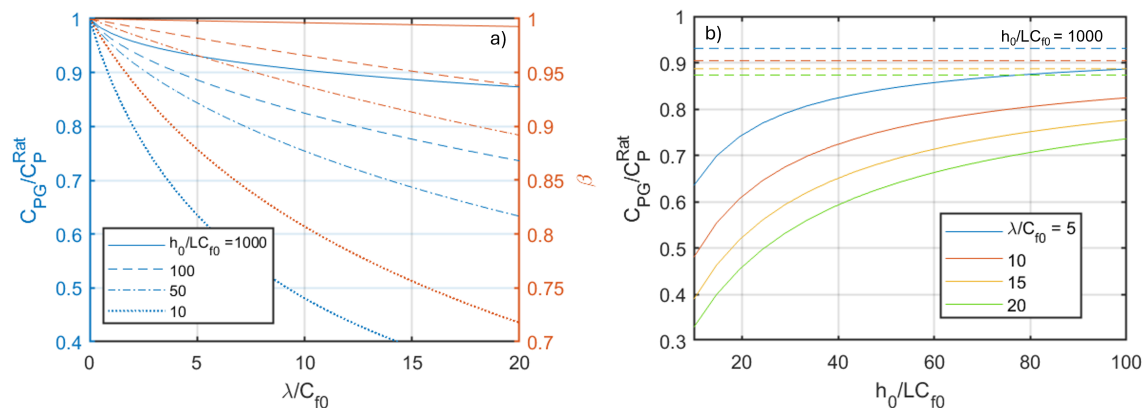 a)
1
0.9
0.8
0.7
0.6
0.5
0.4
C_PG/C_P^Rat
1
0.95
0.9
0.85
0.8
0.75
0.7
β
h_0/LC_f0 =1000
100
50
10
0 5 10 15 20
λ/C_f0
b)
h_0/LC_f0 = 1000
1
0.9
0.8
0.7
0.6
0.5
0.4
0.3
C_PG/C_P^Rat
λ/C_f0 = 5
10
15
20
20 40 60 80 100
h_0/LC_f0